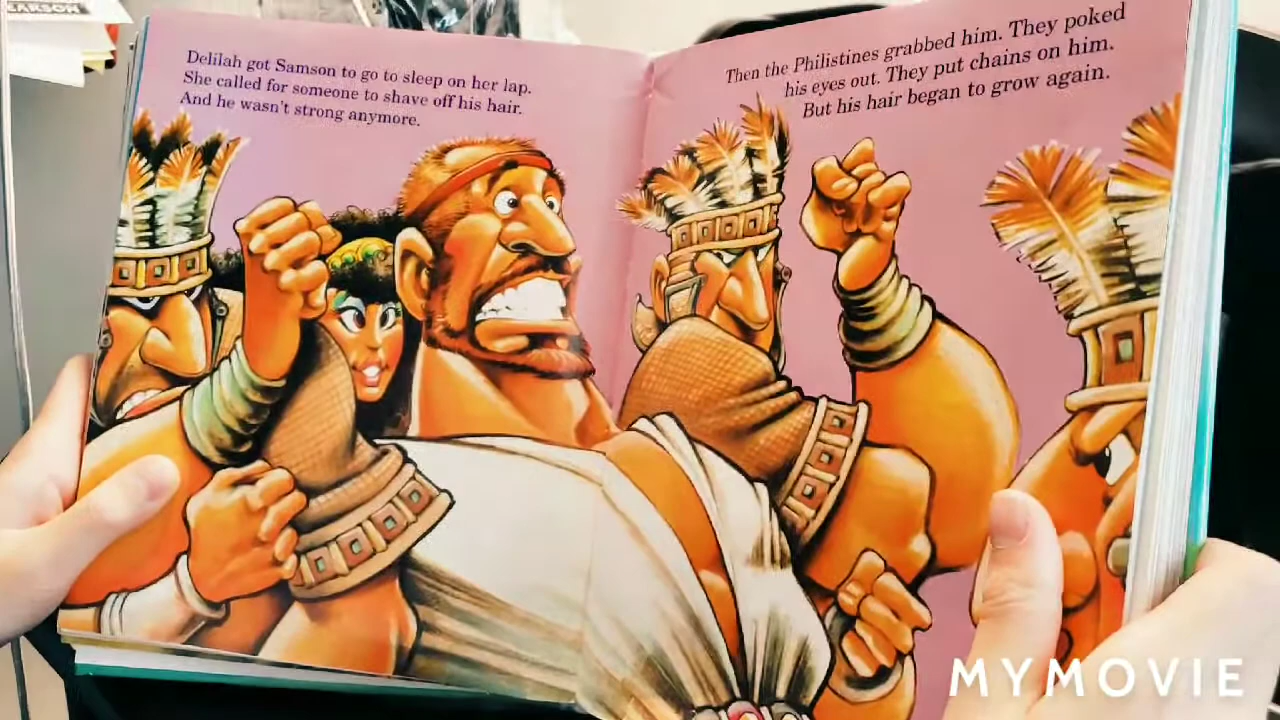 EARSON
Delilah got Samson to go to sleep on her lap.
She called for someone to shave off his hair.
And he wasn't strong anymore.
Then the Philistines grabbed him. They poked
his eyes out. They put chains on him.
But his hair began to grow again.
MYMOVIE